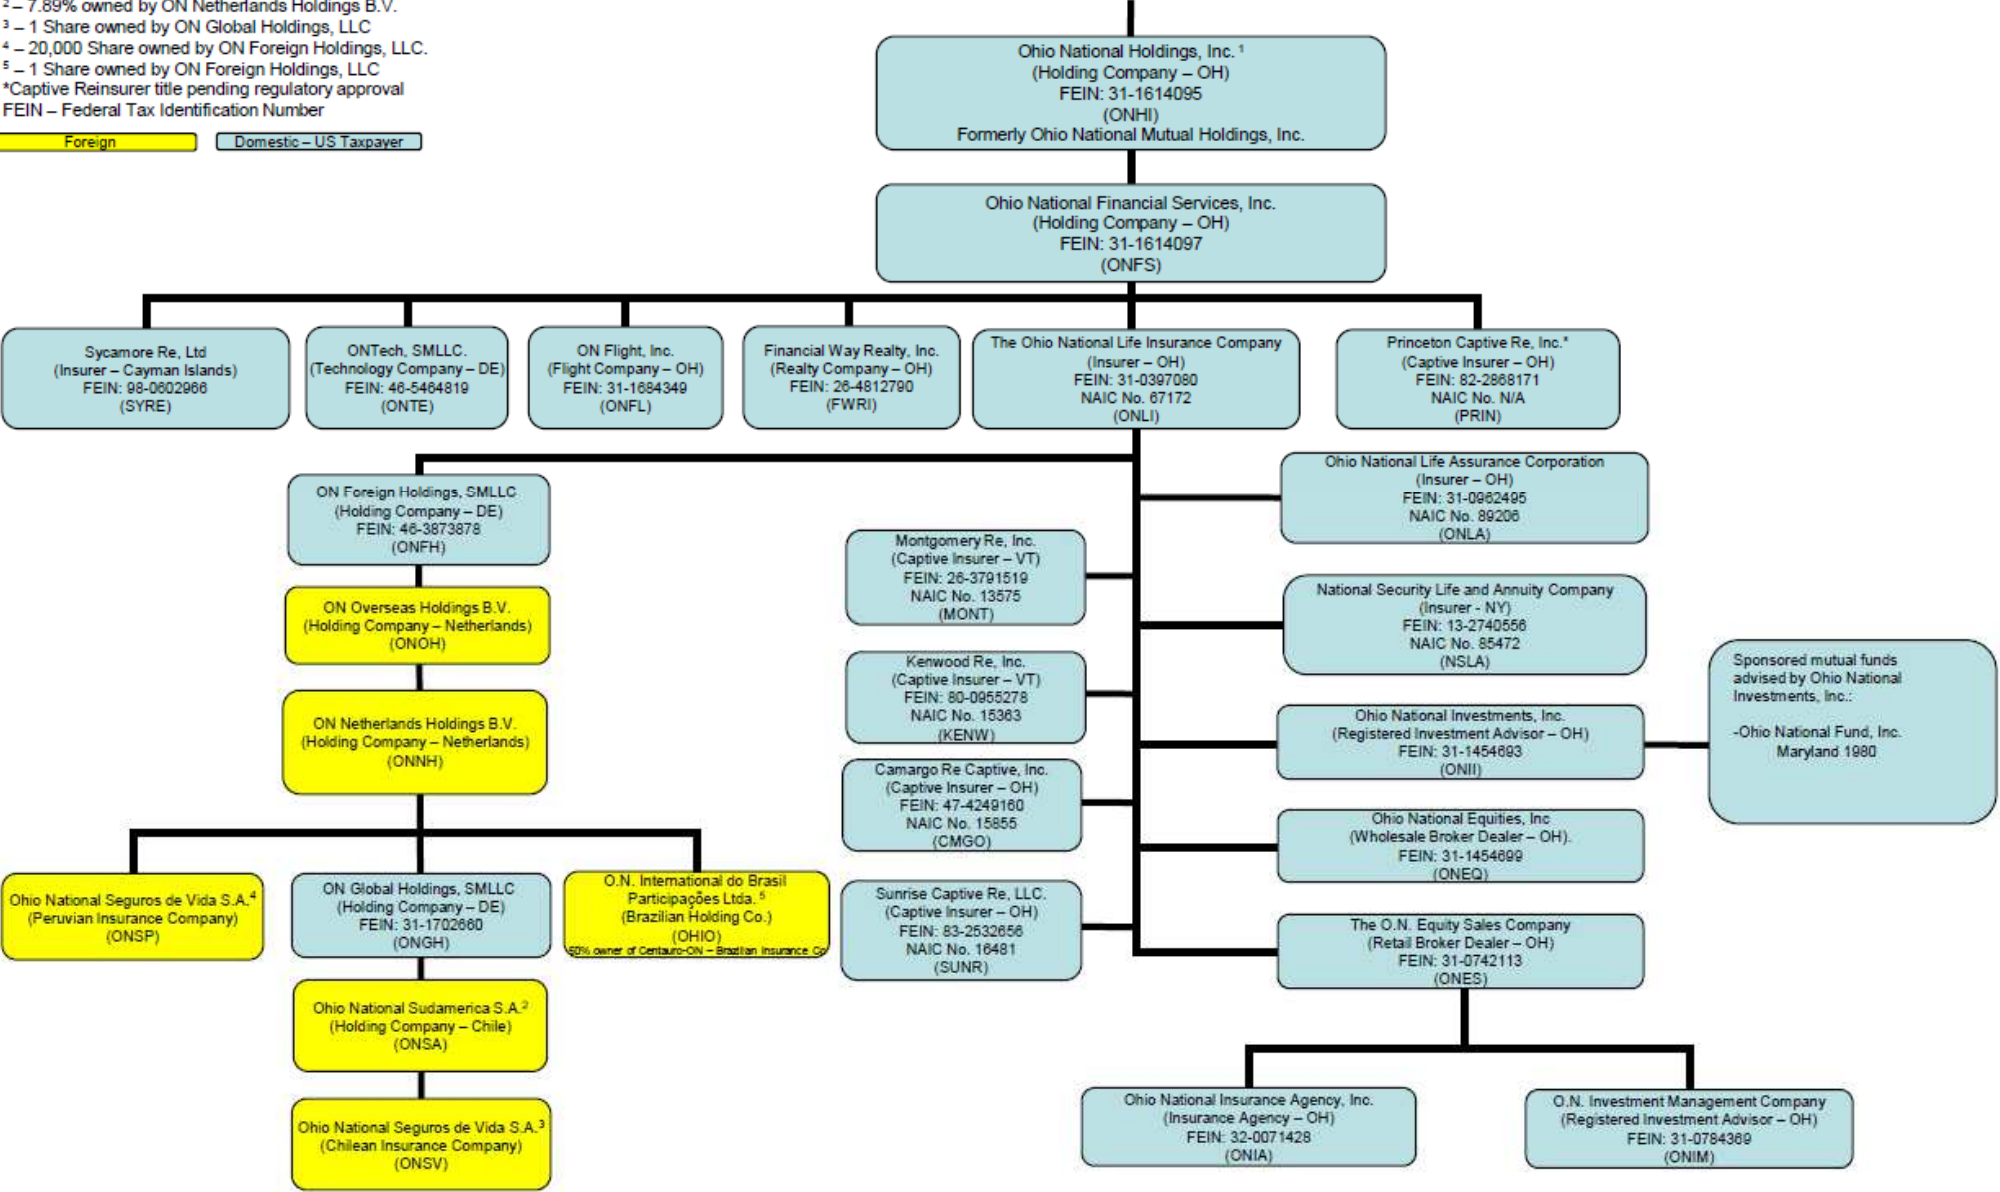 ² – 7.89% owned by ON Netherlands Holdings B.V.
³ – 1 Share owned by ON Global Holdings, LLC
⁴ – 20,000 Share owned by ON Foreign Holdings, LLC.
⁵ – 1 Share owned by ON Foreign Holdings, LLC
*Captive Reinsurer title pending regulatory approval
FEIN – Federal Tax Identification Number
Foreign
Domestic – US Taxpayer
Ohio National Holdings, Inc. ¹
(Holding Company – OH)
FEIN: 31-1614095
(ONHI)
Formerly Ohio National Mutual Holdings, Inc.
Ohio National Financial Services, Inc.
(Holding Company – OH)
FEIN: 31-1614097
(ONFS)
Sycamore Re, Ltd
(Insurer – Cayman Islands)
FEIN: 98-0602966
(SYRE)
ONTech, SMLLC.
(Technology Company – DE)
FEIN: 46-5464819
(ONTE)
ON Flight, Inc.
(Flight Company – OH)
FEIN: 31-1684349
(ONFL)
Financial Way Realty, Inc.
(Realty Company – OH)
FEIN: 26-4812790
(FWRI)
The Ohio National Life Insurance Company
(Insurer – OH)
FEIN: 31-0397080
NAIC No. 67172
(ONLI)
Princeton Captive Re, Inc.*
(Captive Insurer – OH)
FEIN: 82-2868171
NAIC No. N/A
(PRIN)
ON Foreign Holdings, SMLLC
(Holding Company – DE)
FEIN: 46-3873878
(ONFH)
ON Overseas Holdings B.V.
(Holding Company – Netherlands)
(ONOH)
ON Netherlands Holdings B.V.
(Holding Company – Netherlands)
(ONNH)
Ohio National Seguros de Vida S.A.⁴
(Peruvian Insurance Company)
(ONSP)
ON Global Holdings, SMLLC
(Holding Company – DE)
FEIN: 31-1702660
(ONGH)
O.N. International do Brasil
Participações Ltda. ⁵
(Brazilian Holding Co.)
(OHIO)
50% owner of Centauro-ON – Brazilian Insurance Co
Ohio National Sudamerica S.A.²
(Holding Company – Chile)
(ONSA)
Ohio National Seguros de Vida S.A.³
(Chilean Insurance Company)
(ONSV)
Montgomery Re, Inc.
(Captive Insurer – VT)
FEIN: 26-3791519
NAIC No. 13575
(MONT)
Kenwood Re, Inc.
(Captive Insurer – VT)
FEIN: 80-0955278
NAIC No. 15363
(KENW)
Camargo Re Captive, Inc.
(Captive Insurer – OH)
FEIN: 47-4249160
NAIC No. 15855
(CMGO)
Sunrise Captive Re, LLC.
(Captive Insurer – OH)
FEIN: 83-2532656
NAIC No. 16481
(SUNR)
Ohio National Life Assurance Corporation
(Insurer – OH)
FEIN: 31-0962495
NAIC No. 89206
(ONLA)
National Security Life and Annuity Company
(Insurer - NY)
FEIN: 13-2740556
NAIC No. 85472
(NSLA)
Ohio National Investments, Inc.
(Registered Investment Advisor – OH)
FEIN: 31-1454693
(ONII)
Sponsored mutual funds
advised by Ohio National
Investments, Inc.:
-Ohio National Fund, Inc.
Maryland 1980
Ohio National Equities, Inc
(Wholesale Broker Dealer – OH).
FEIN: 31-1454699
(ONEQ)
The O.N. Equity Sales Company
(Retail Broker Dealer – OH)
FEIN: 31-0742113
(ONES)
Ohio National Insurance Agency, Inc.
(Insurance Agency – OH)
FEIN: 32-0071428
(ONIA)
O.N. Investment Management Company
(Registered Investment Advisor – OH)
FEIN: 31-0784369
(ONIM)